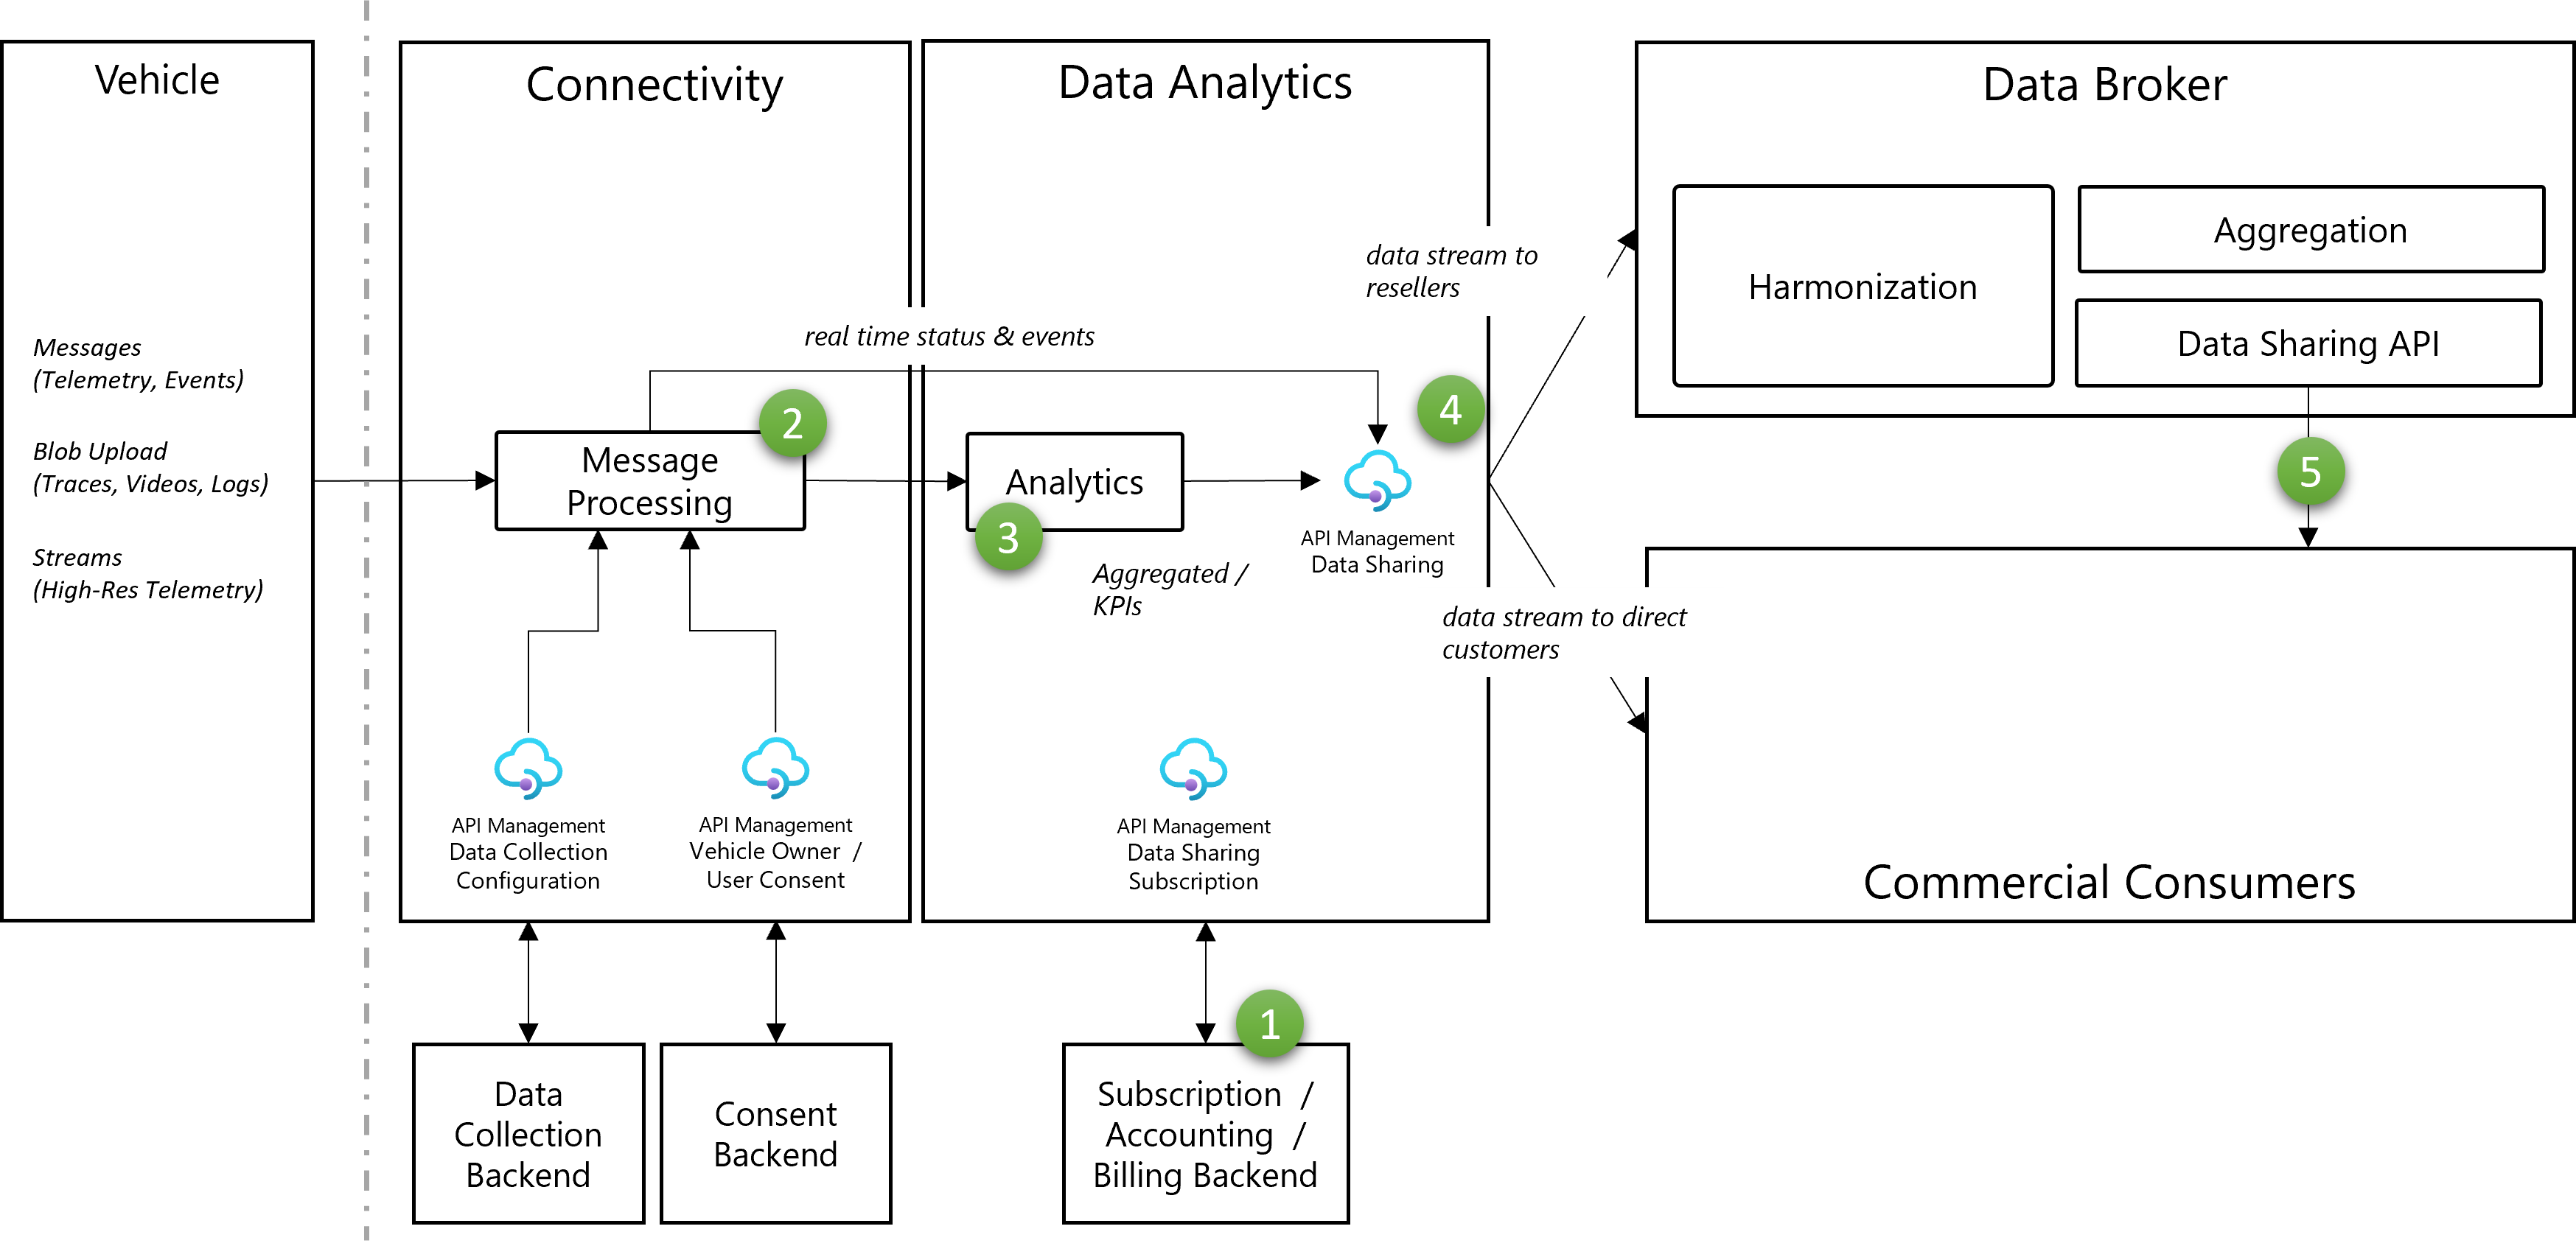 Vehicle
Messages
(Telemetry, Events)
Blob Upload
(Traces, Videos, Logs)
Streams
(High-Res Telemetry)
Connectivity
real time status & events
Message
Processing
2
API Management
Data Collection
Configuration
API Management
Vehicle Owner /
User Consent
Data Analytics
Analytics
3
Aggregated /
KPIs
4
API Management
Data Sharing
API Management
Data Sharing
Subscription
data stream to
resellers
data stream to direct
customers
Data Broker
Harmonization
Aggregation
Data Sharing API
5
Commercial Consumers
Data
Collection
Backend
Consent
Backend
1
Subscription /
Accounting /
Billing Backend